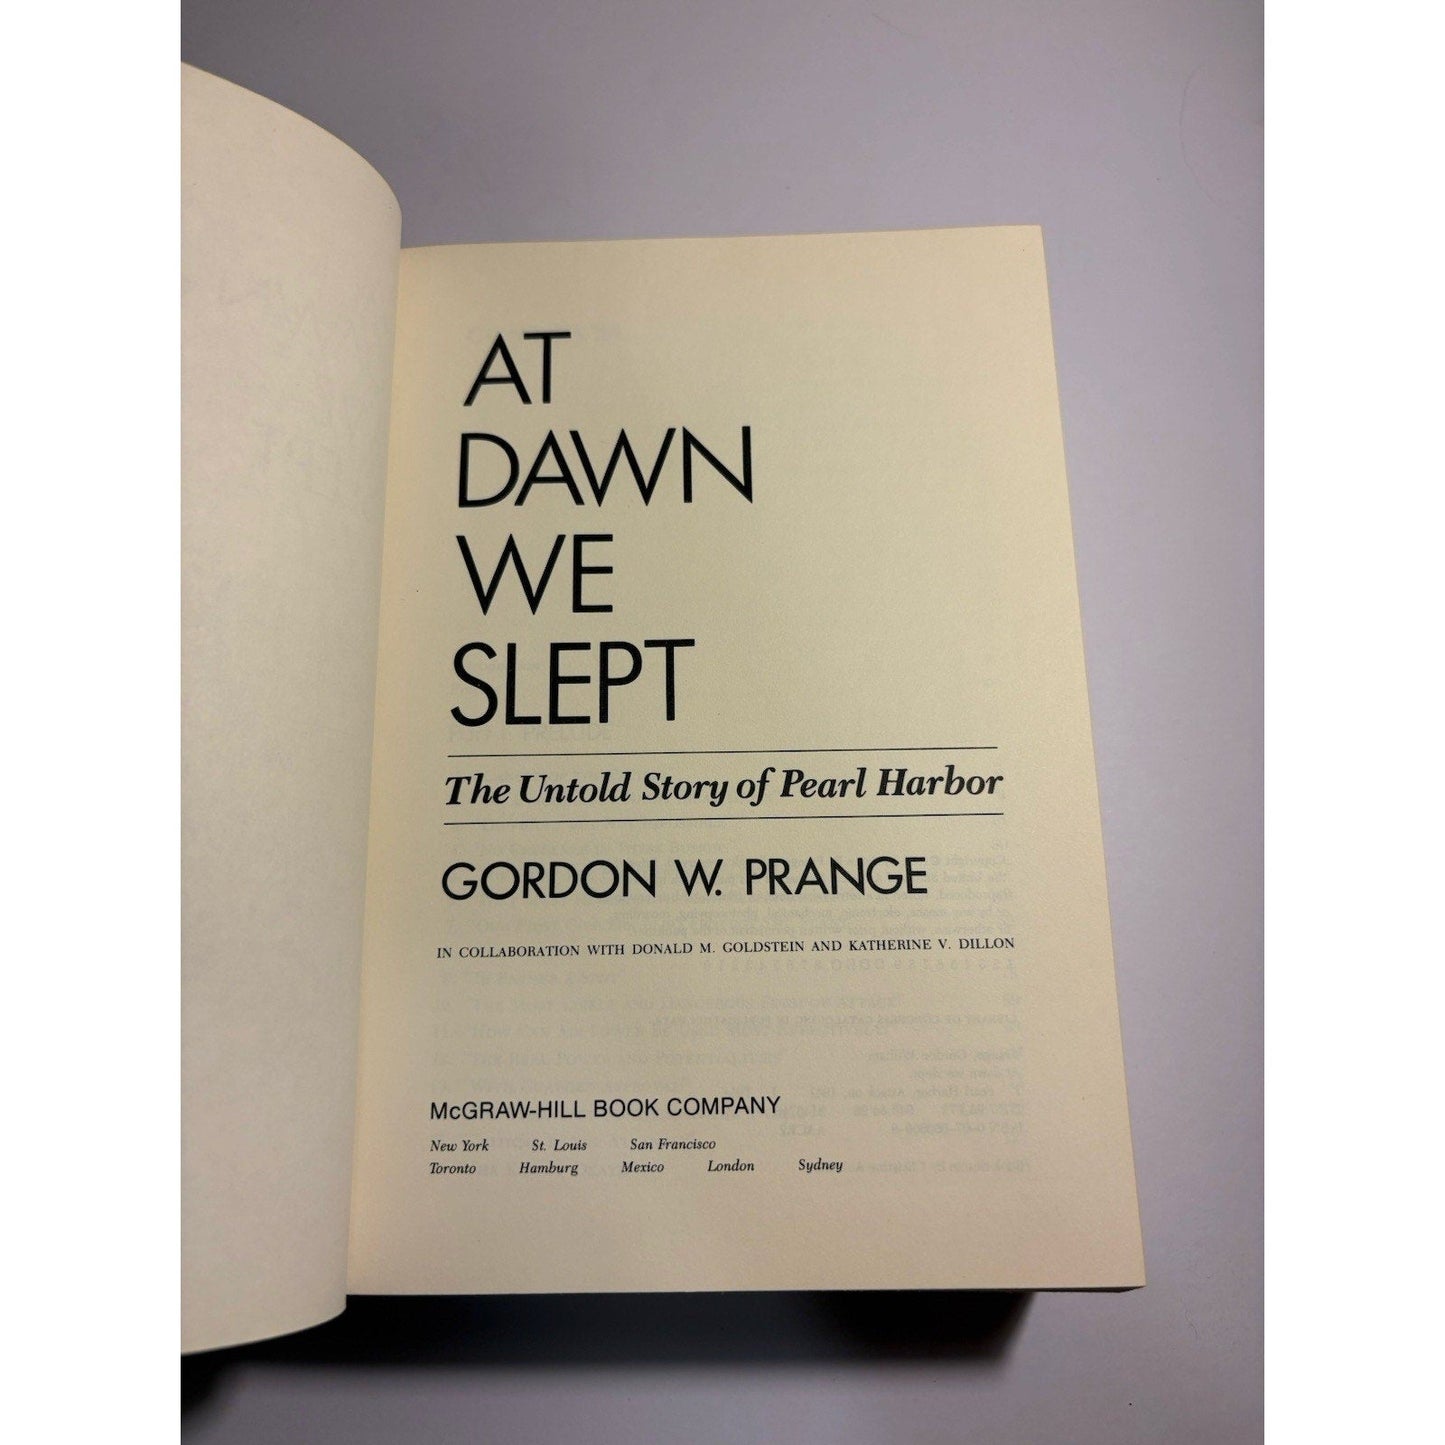 AT
DAWN
WE
SLEPT
The Untold Story of Pearl Harbor
GORDON W. PRANGE
IN COLLABORATION WITH DONALD M. GOLDSTEIN AND KATHERINE V. DILLON
McGRAW-HILL BOOK COMPANY
New York St. Louis San Francisco
Toronto Hamburg Mexico London Sydney